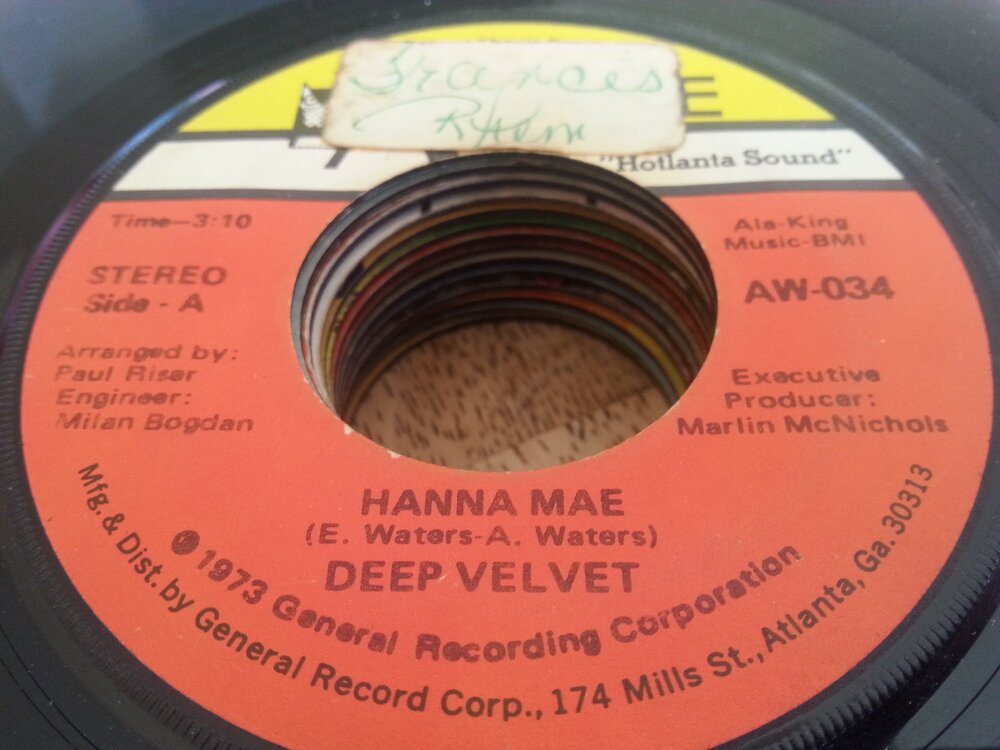 Francis
"Hotlanta Sound"
Time-3:10
Ala-King
Music-BMI
STEREO
Side - A
AW-034
Arranged by:
Paul Riser
Engineer:
Milan Bogdan
Executive
Producer:
Marlin McNichols
HANNA MAE
(E. Waters-A. Waters)
DEEP VELVET
℗ 1973 General Recording Corporation
Mfg. & Dist. by General Record Corp., 174 Mills St., Atlanta, Ga. 30313